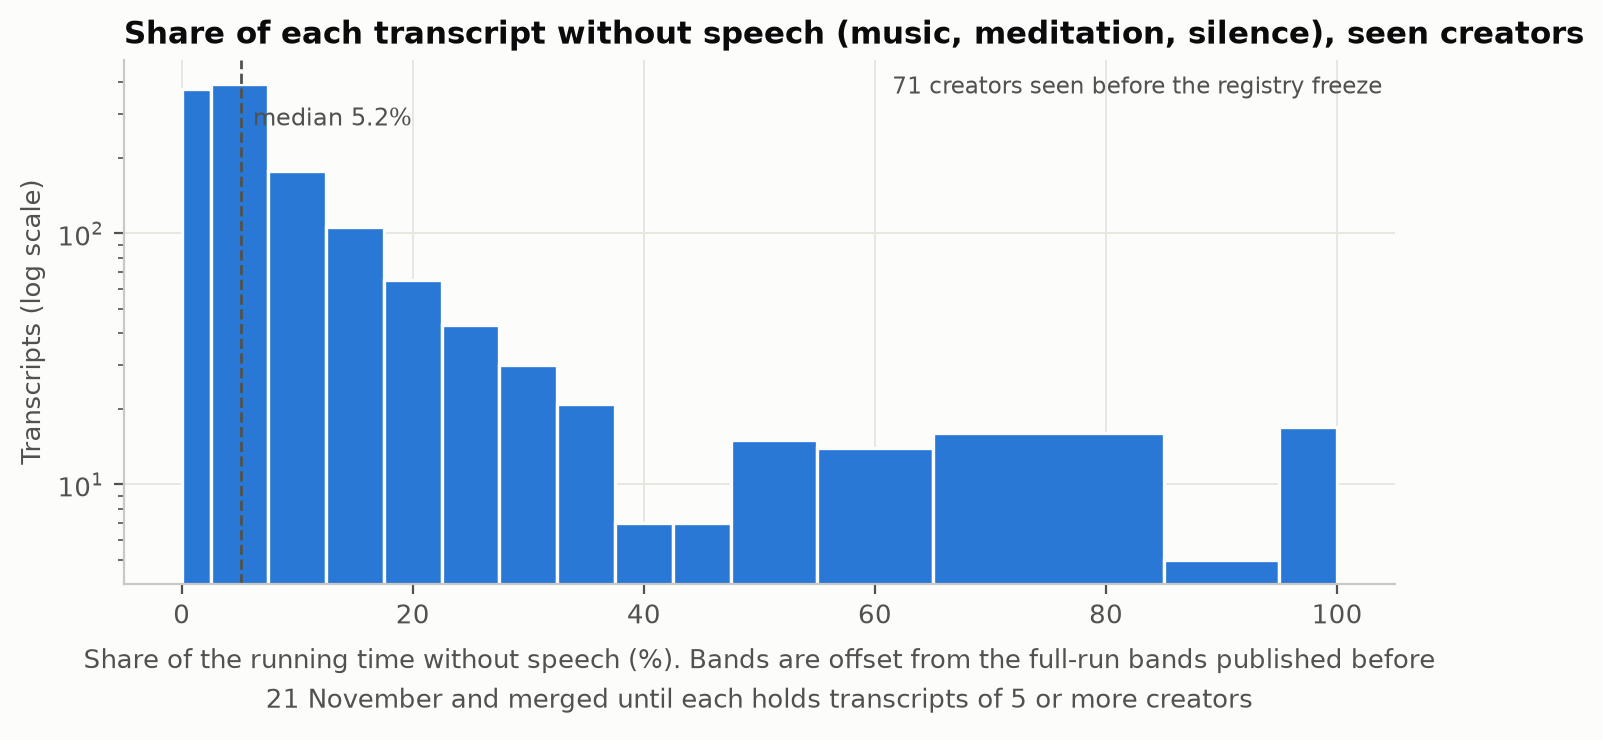 Share of each transcript without speech (music, meditation, silence), seen creators
71 creators seen before the registry freeze
median 5.2%
Transcripts (log scale)
10²
10¹
0 20 40 60 80 100
Share of the running time without speech (%). Bands are offset from the full-run bands published before
21 November and merged until each holds transcripts of 5 or more creators